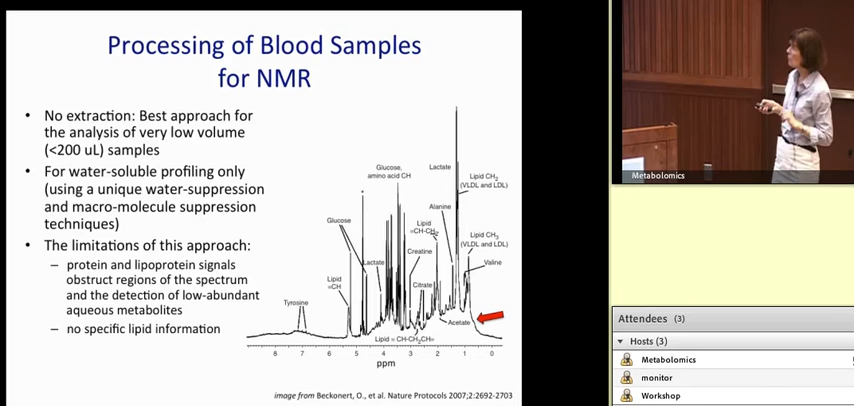 Processing of Blood Samples
for NMR
• No extraction: Best approach for
the analysis of very low volume
(<200 uL) samples
• For water-soluble profiling only
(using a unique water-suppression
and macro-molecule suppression
techniques)
• The limitations of this approach:
– protein and lipoprotein signals
obstruct regions of the spectrum
and the detection of low-abundant
aqueous metabolites
– no specific lipid information
Glucose,
amino acid CH
Lactate
Lipid CH2
(VLDL and LDL)
Alanine
Glucose
Lipid
=CH-CH2
Lipid CH3
(VLDL and LDL)
Creatine
Lactate
Valine
Lipid
=CH
Citrate
Tyrosine
Acetate
Lipid = CH-CH2CH=
8 7 6 5 4 3 2 1 0
ppm
image from Beckonert, O., et al. Nature Protocols 2007;2:2692-2703
Metabolomics
Attendees (3)
Hosts (3)
Metabolomics
monitor
Workshop